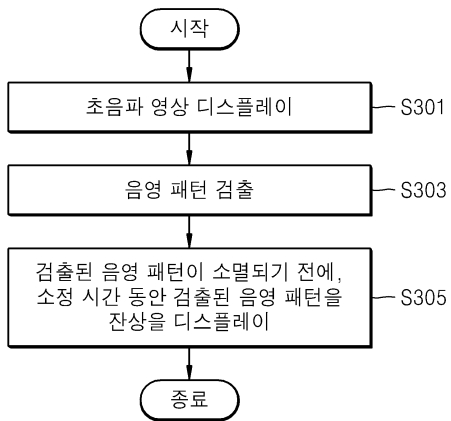 시작
초음파 영상 디스플레이
S301
음영 패턴 검출
S303
검출된 음영 패턴이 소멸되기 전에,
소정 시간 동안 검출된 음영 패턴을
잔상을 디스플레이
S305
종료